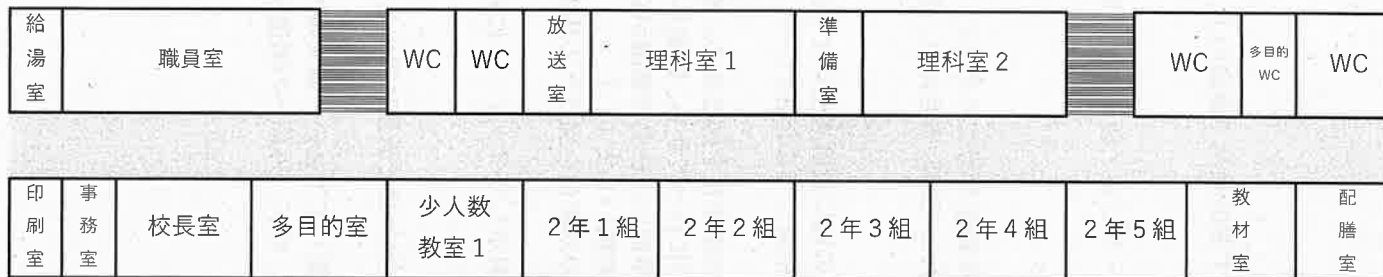 給湯室
職員室
WC
WC
放送室
理科室1
準備室
理科室2
WC
多目的
WC
WC
印刷室
事務室
校長室
多目的室
少人数
教室1
2年1組
2年2組
2年3組
2年4組
2年5組
教材室
配膳室